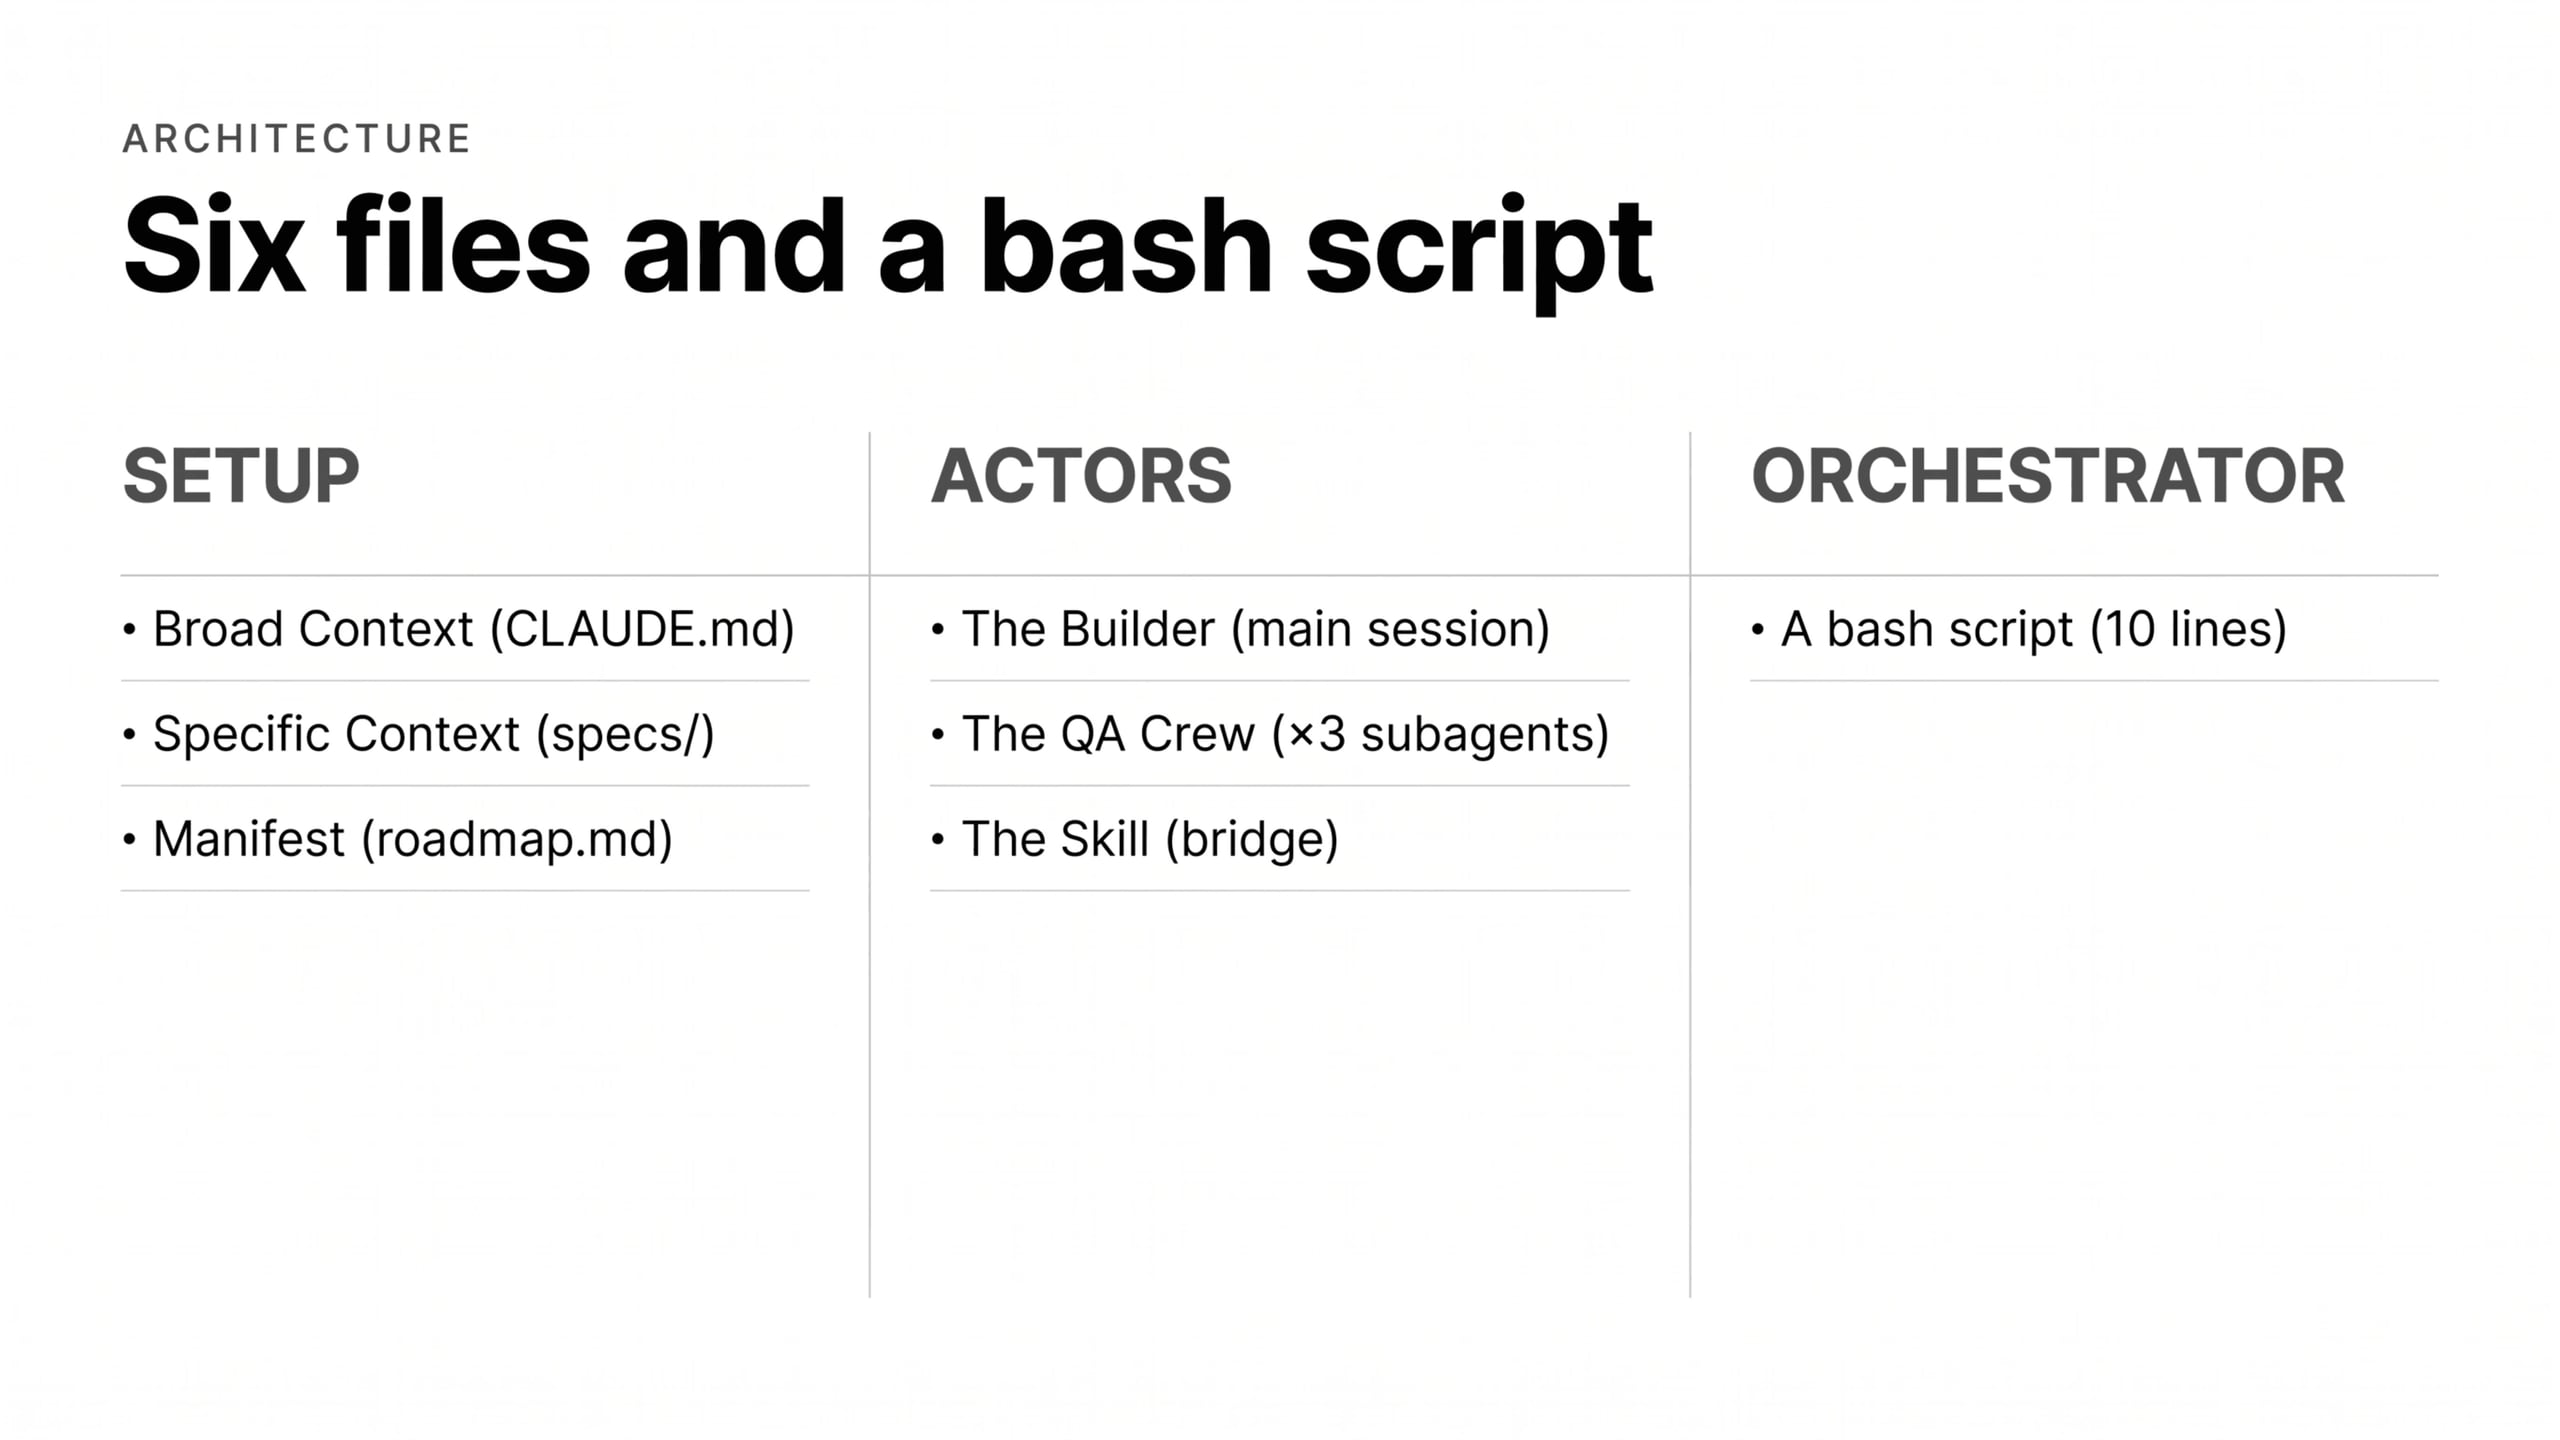 ARCHITECTURE
Six files and a bash script
SETUP
• Broad Context (CLAUDE.md)
• Specific Context (specs/)
• Manifest (roadmap.md)
ACTORS
• The Builder (main session)
• The QA Crew (×3 subagents)
• The Skill (bridge)
ORCHESTRATOR
• A bash script (10 lines)